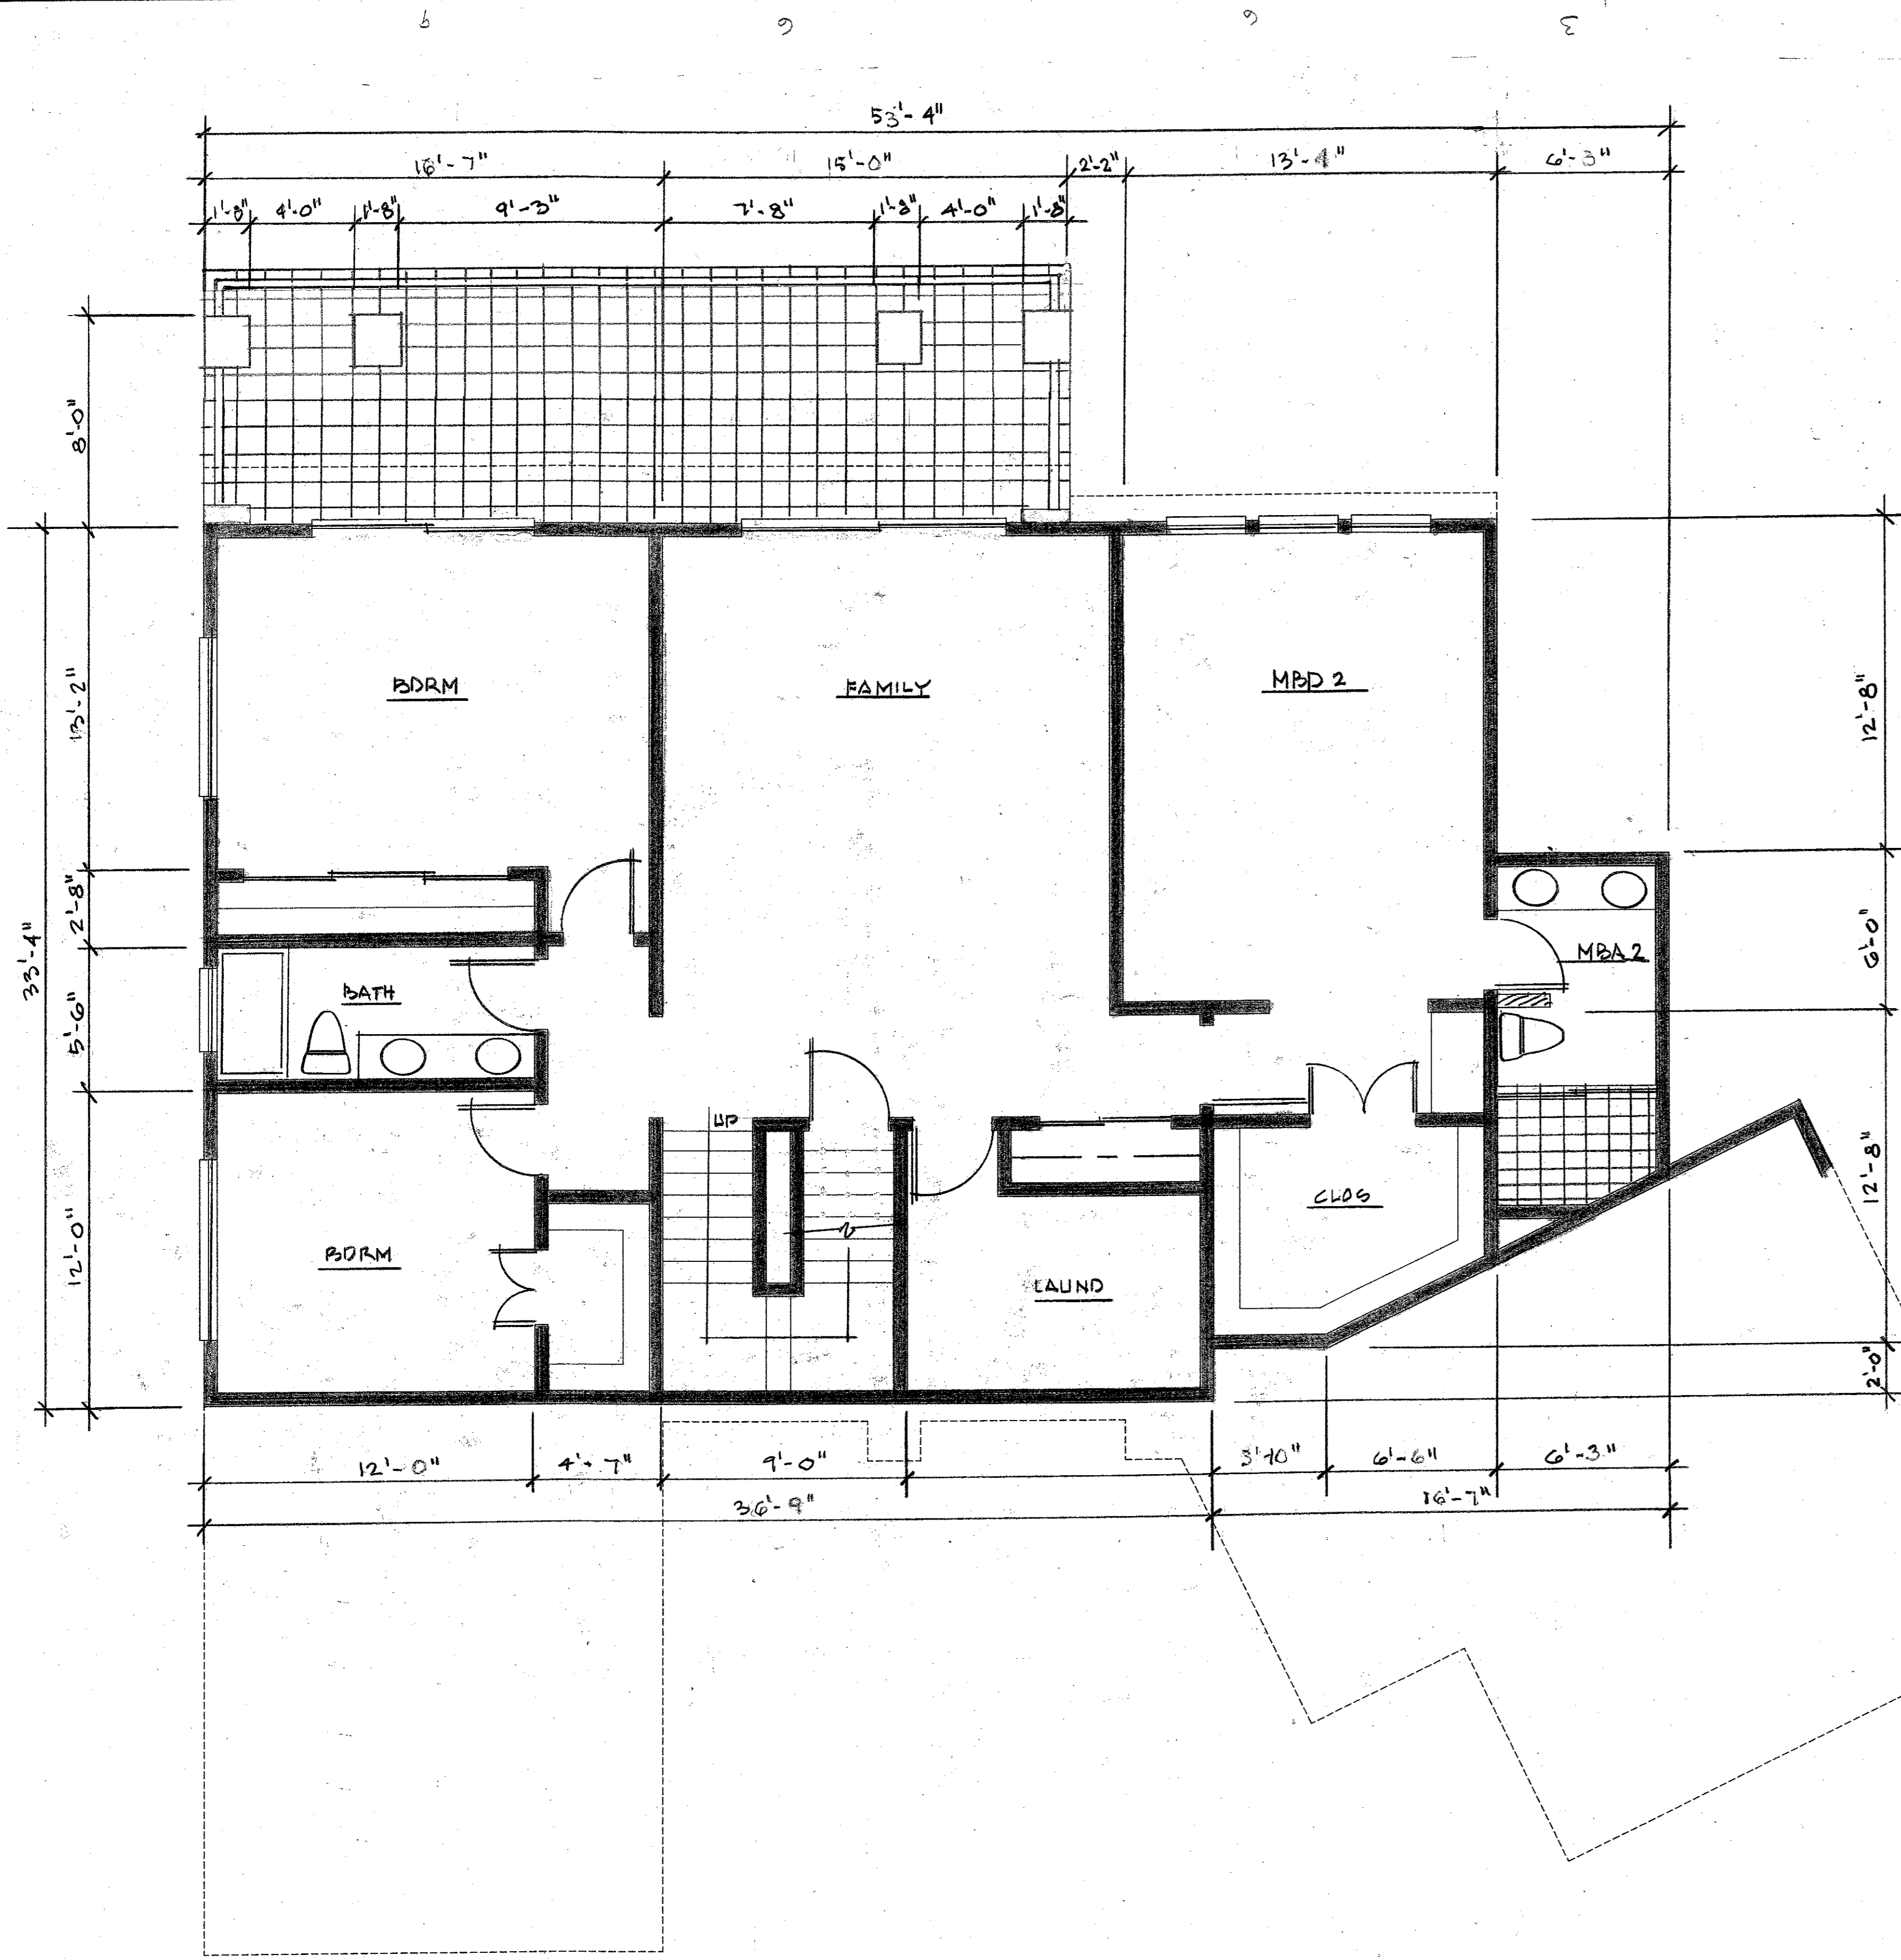 53'-4"
16'-7" 15'-0" 2'-2" 13'-4" 6'-3"
1'-8" 4'-0" 1'-8" 9'-3" 7'-8" 1'-8" 4'-0" 1'-8"
8'-0"
33'-4"
13'-2"
2'-8"
5'-6"
12'-0"
BDRM
FAMILY
MBD 2
BATH
MBA 2
UP
BDRM
LAUND
CLOS
12'-8"
6'-0"
12'-8"
2'-0"
12'-0" 4'-7" 9'-0" 3'-10" 6'-6" 6'-3"
36'-9" 16'-7"